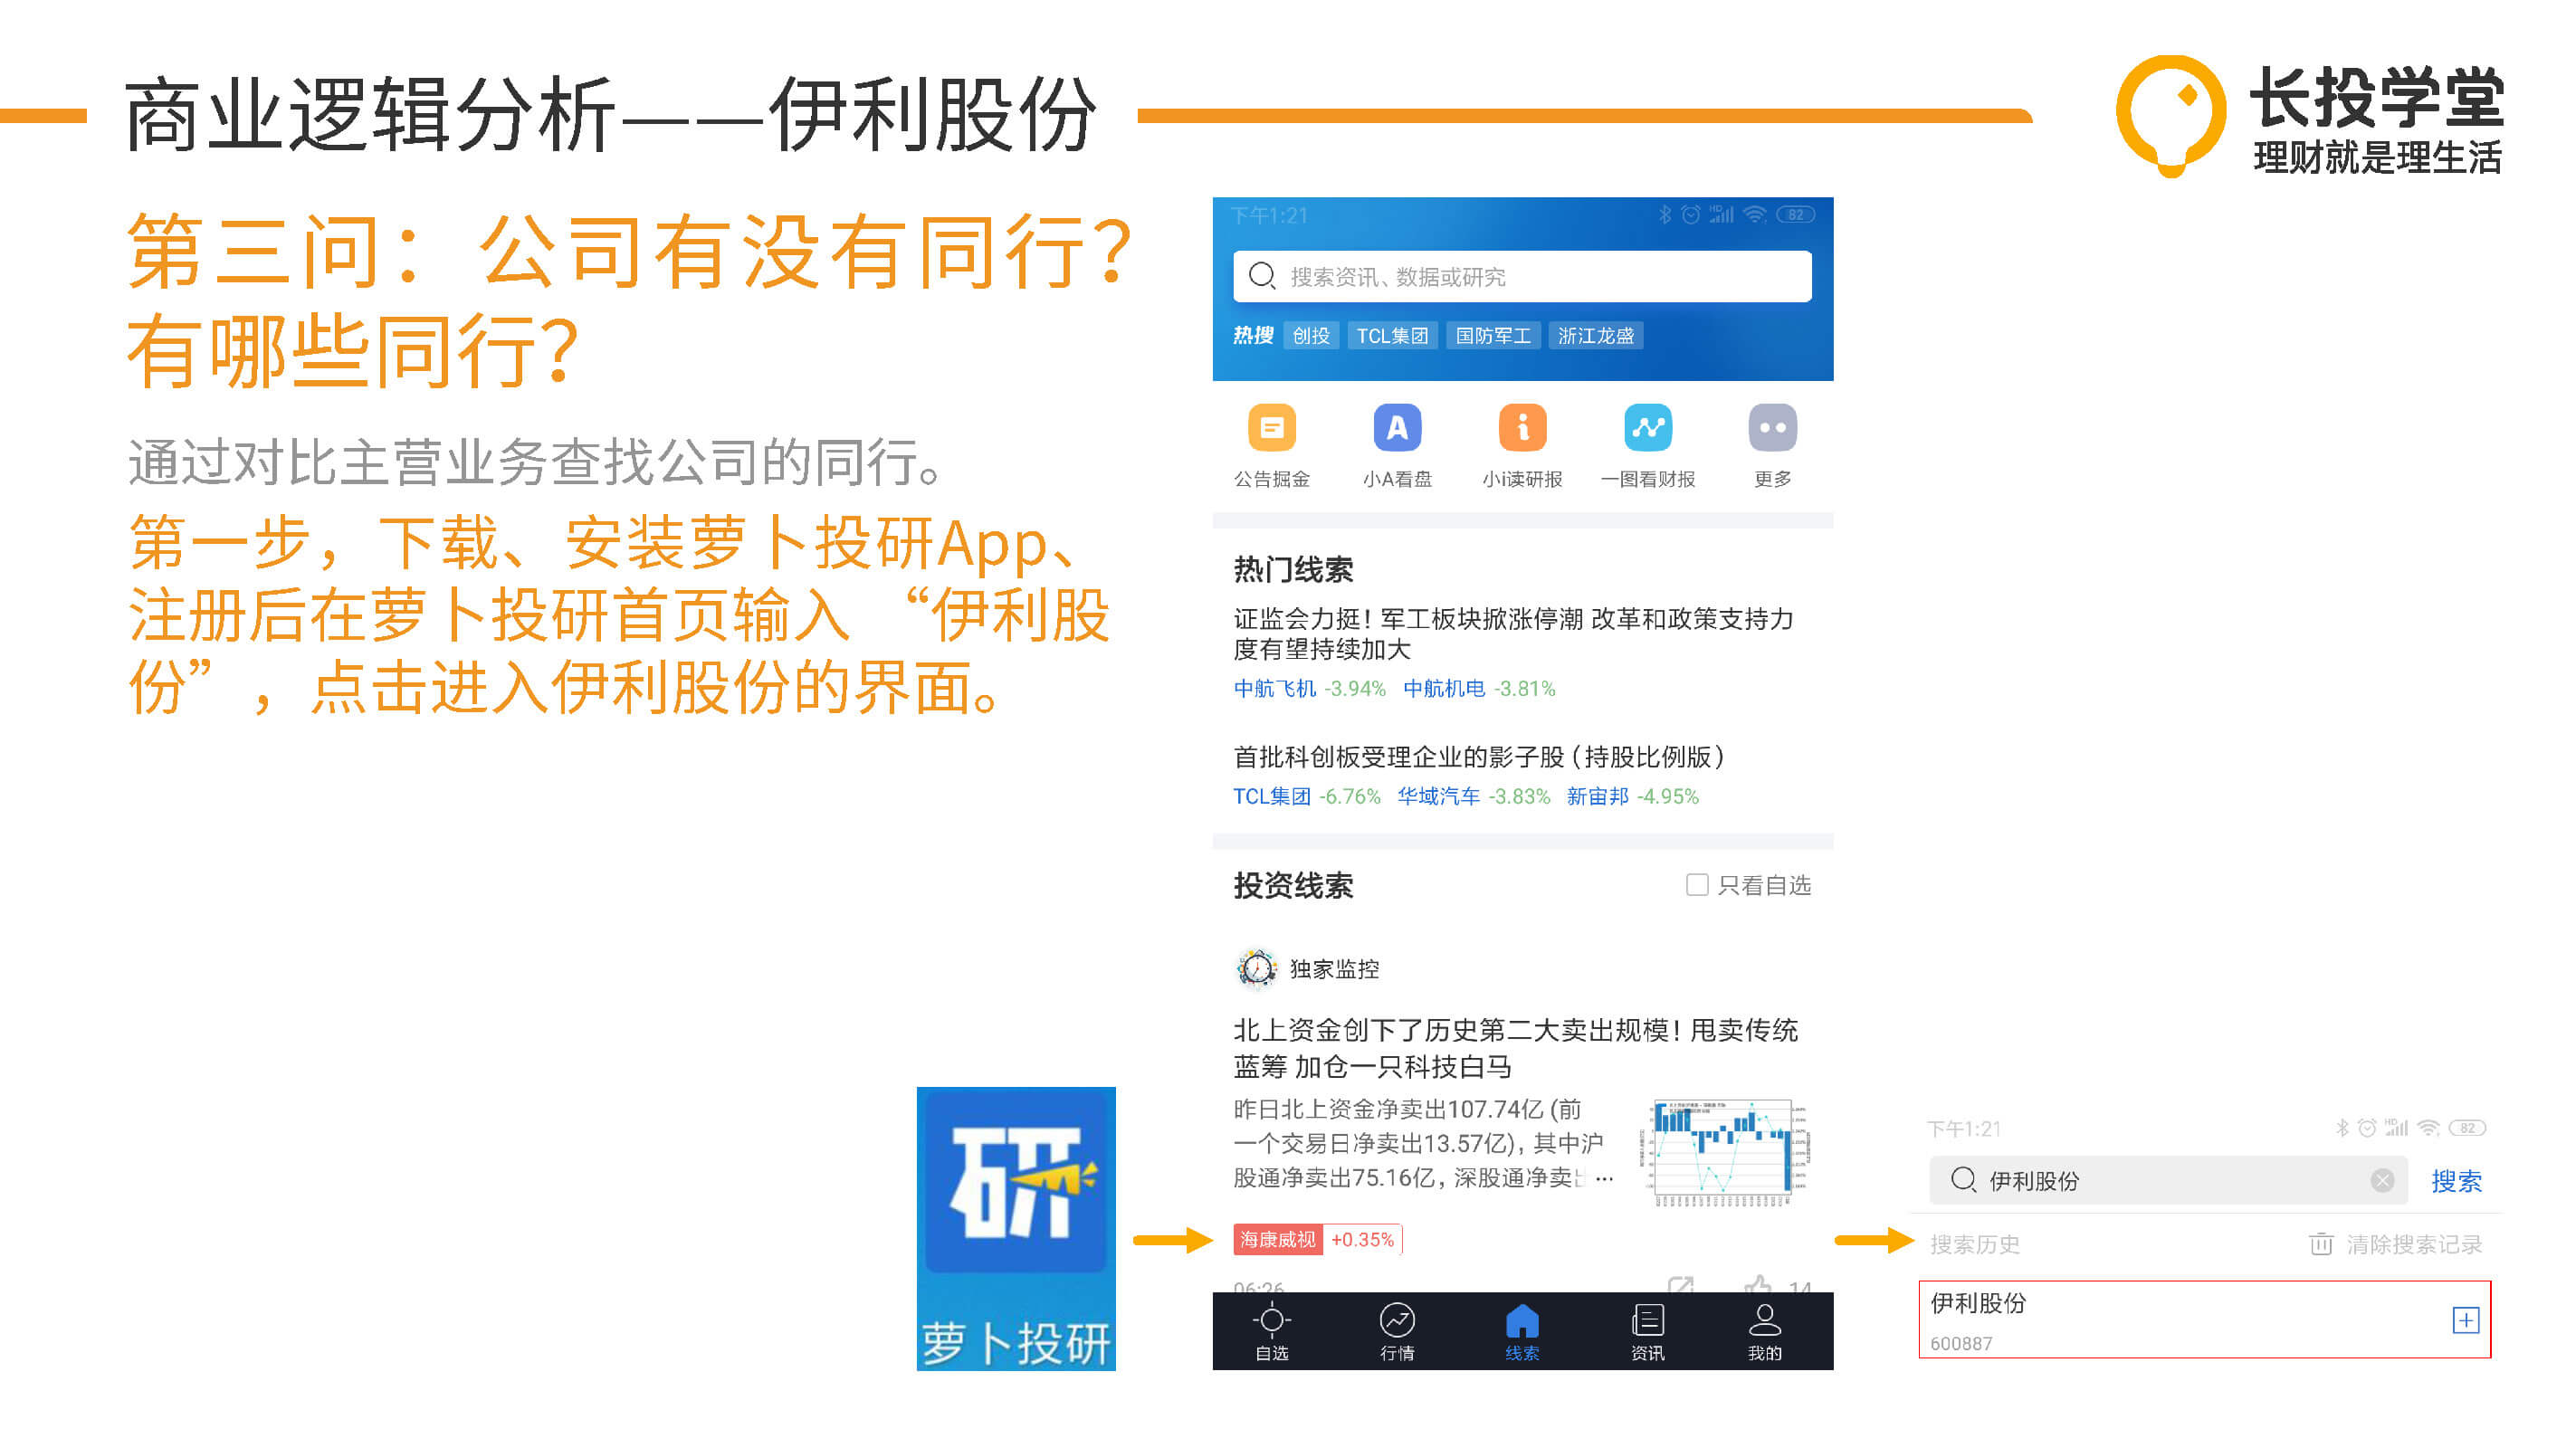 商业逻辑分析——伊利股份
长投学堂
理财就是理生活
第三问：公司有没有同行？
有哪些同行？
通过对比主营业务查找公司的同行。
第一步，下载、安装萝卜投研App、
注册后在萝卜投研首页输入“伊利股
份”，点击进入伊利股份的界面。
研
萝卜投研
下午1:21
HD 82
搜索资讯、数据或研究
热搜 创投 TCL集团 国防军工 浙江龙盛
A i
公告掘金 小A看盘 小i读研报 一图看财报 更多
热门线索
证监会力挺！军工板块掀涨停潮 改革和政策支持力
度有望持续加大
中航飞机 -3.94% 中航机电 -3.81%
首批科创板受理企业的影子股（持股比例版）
TCL集团 -6.76% 华域汽车 -3.83% 新宙邦 -4.95%
投资线索 只看自选
独家监控
北上资金创下了历史第二大卖出规模！甩卖传统
蓝筹 加仓一只科技白马
昨日北上资金净卖出107.74亿 (前
一个交易日净卖出13.57亿)，其中沪
股通净卖出75.16亿，深股通净卖出...
海康威视 +0.35%
06:26 14
自选 行情 线索 资讯 我的
下午1:21
HD 82
伊利股份 搜索
搜索历史 清除搜索记录
伊利股份
600887